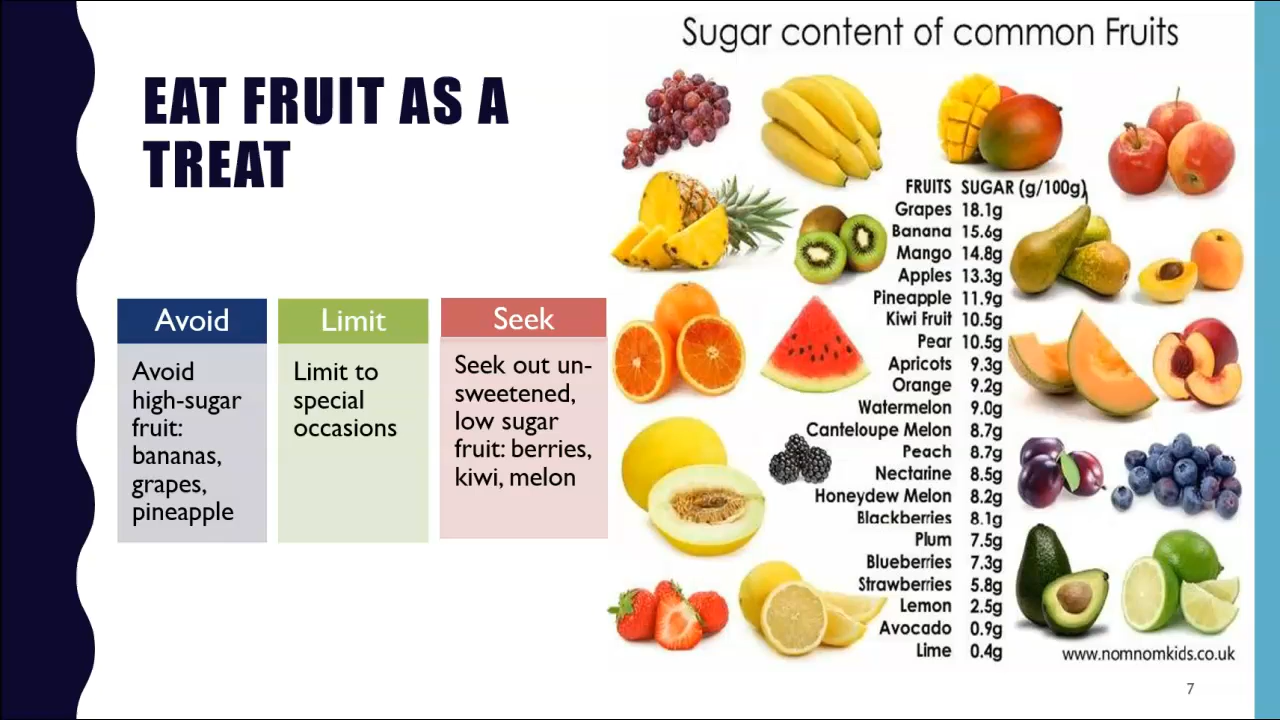 EAT FRUIT AS A
TREAT
Avoid
Avoid
high-sugar
fruit:
bananas,
grapes,
pineapple
Limit
Limit to
special
occasions
Seek
Seek out un-
sweetened,
low sugar
fruit: berries,
kiwi, melon
Sugar content of common Fruits
FRUITS SUGAR (g/100g)
Grapes 18.1g
Banana 15.6g
Mango 14.8g
Apples 13.3g
Pineapple 11.9g
Kiwi Fruit 10.5g
Pear 10.5g
Apricots 9.3g
Orange 9.2g
Watermelon 9.0g
Canteloupe Melon 8.7g
Peach 8.7g
Nectarine 8.5g
Honeydew Melon 8.2g
Blackberries 8.1g
Plum 7.5g
Blueberries 7.3g
Strawberries 5.8g
Lemon 2.5g
Avocado 0.9g
Lime 0.4g
www.nomnomkids.co.uk
7